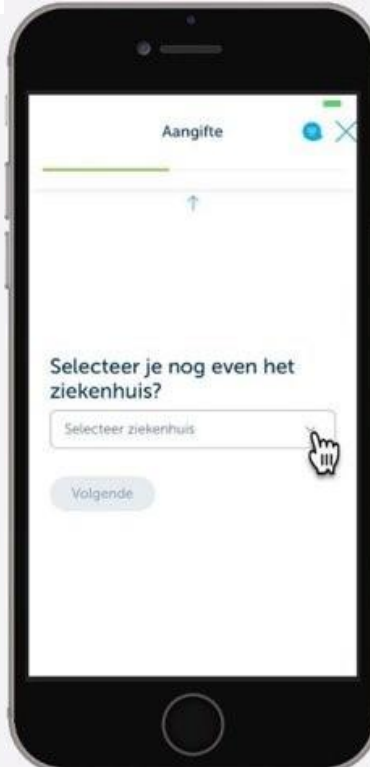 Aangifte
Selecteer je nog even het
ziekenhuis?
Selecteer ziekenhuis
Volgende